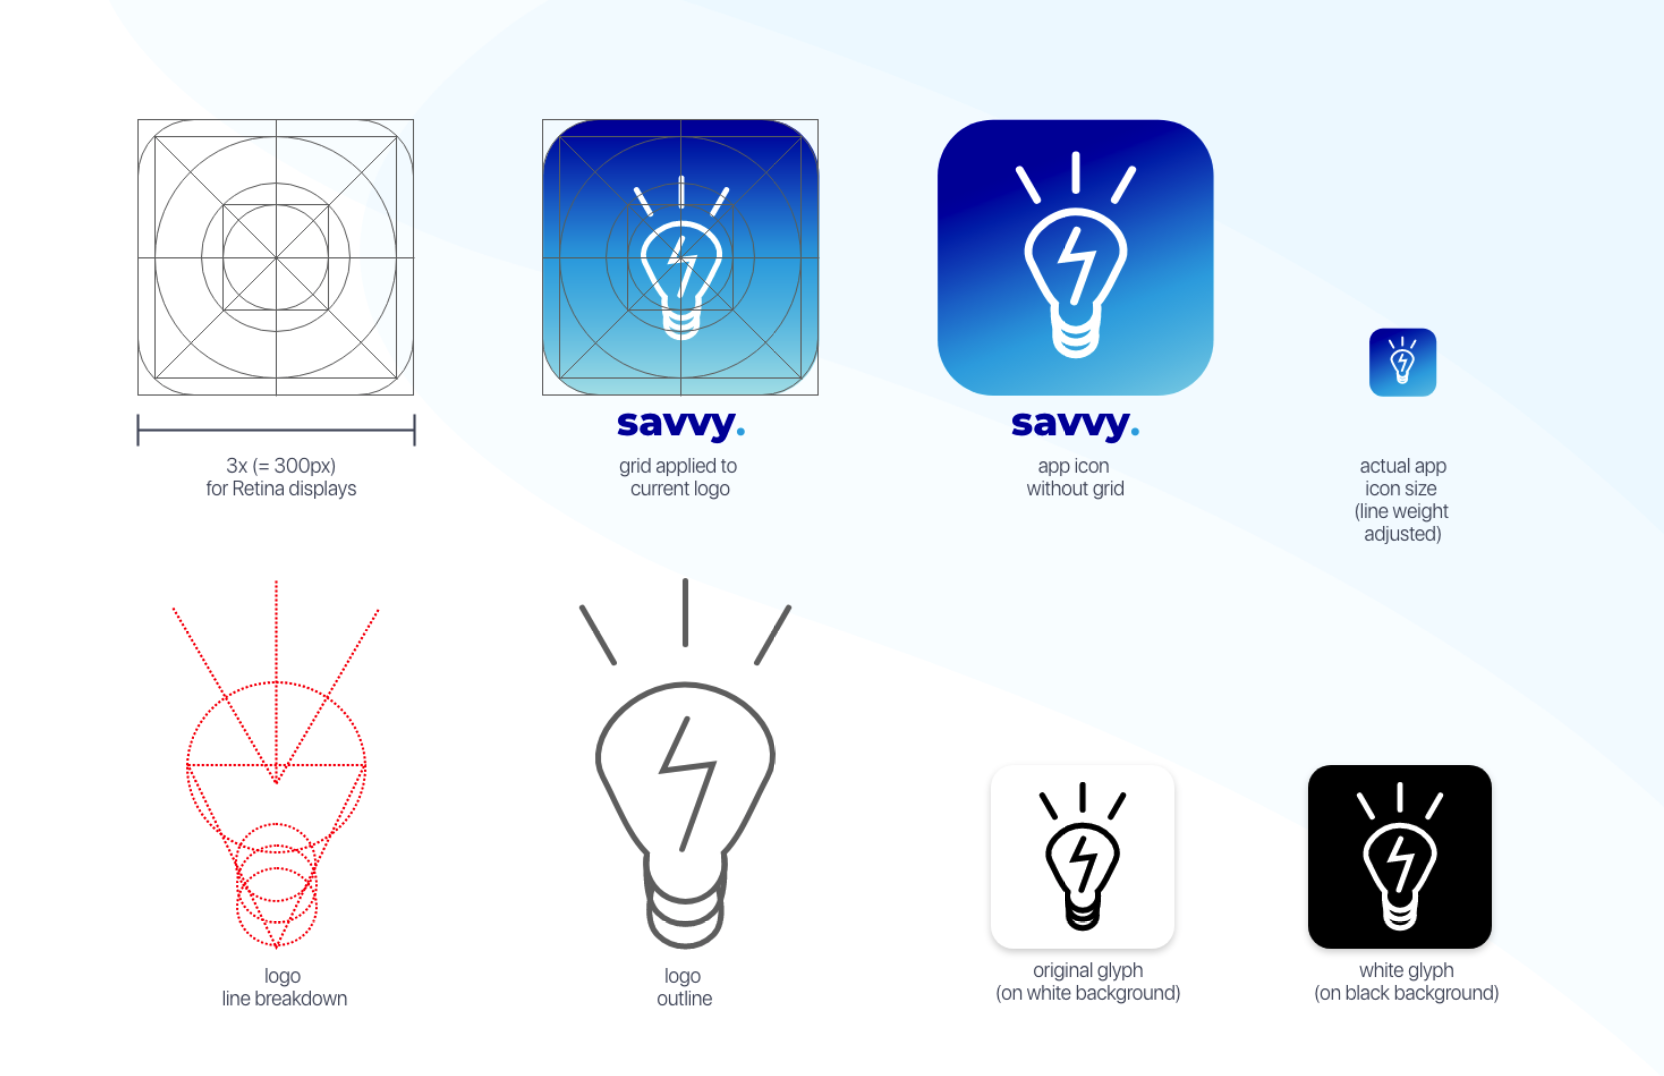 savvy.
savvy.
3x (= 300px)
for Retina displays
grid applied to
current logo
app icon
without grid
actual app
icon size
(line weight
adjusted)
logo
line breakdown
logo
outline
original glyph
(on white background)
white glyph
(on black background)